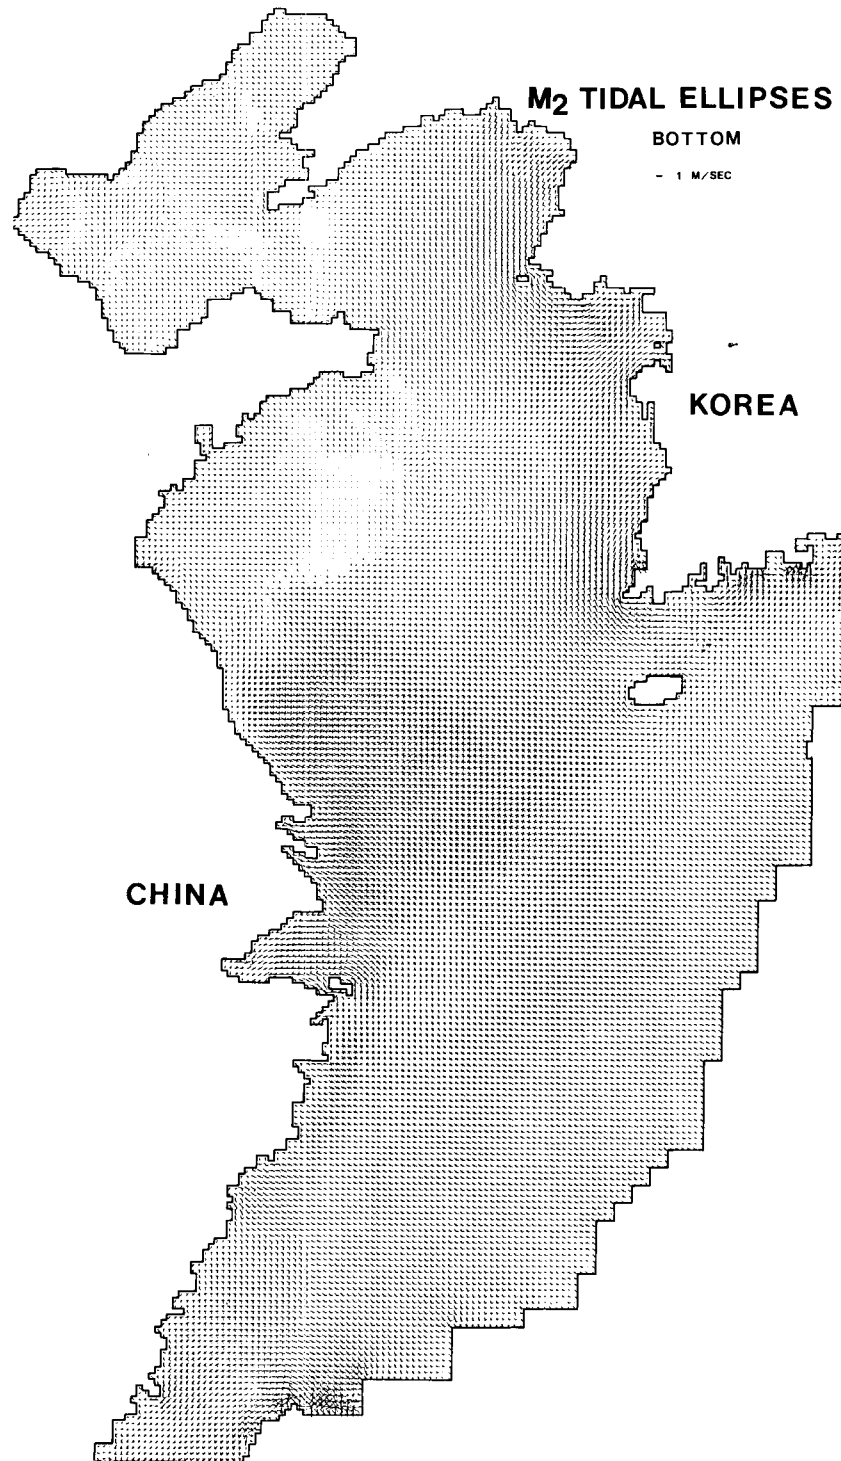 M₂ TIDAL ELLIPSES
BOTTOM
- 1 M/SEC
KOREA
CHINA